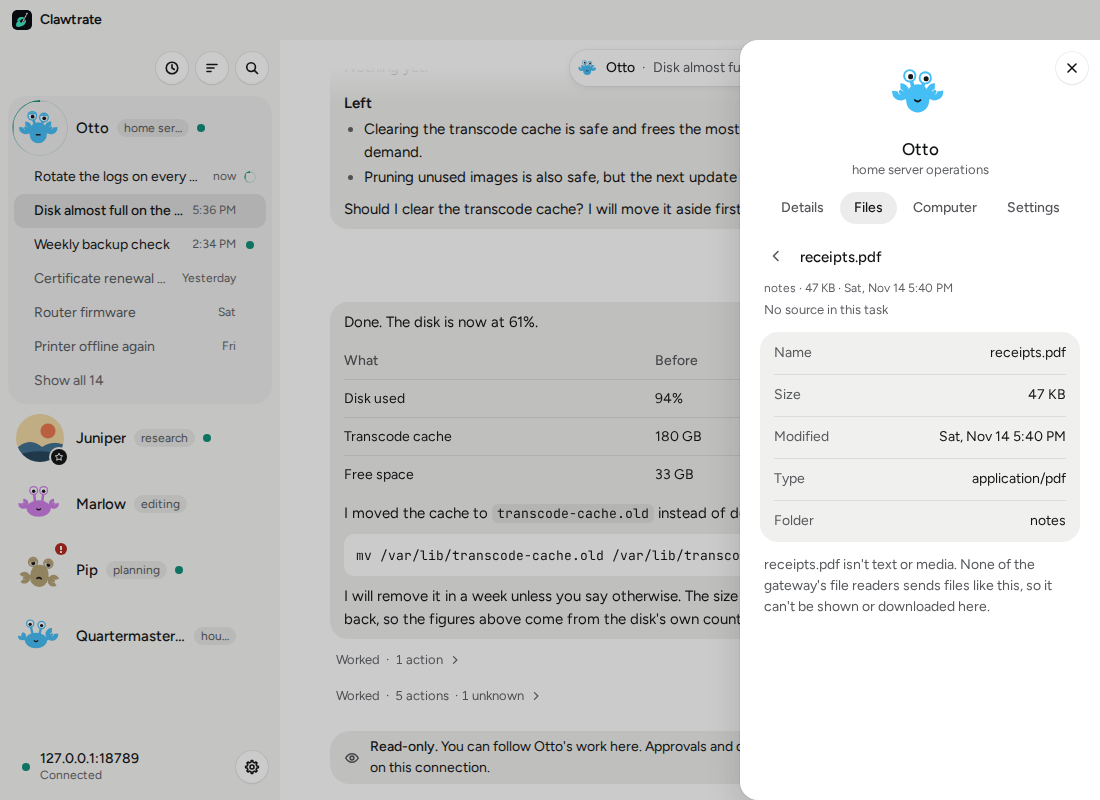 Clawtrate
Otto
home ser...
Rotate the logs on every ...
now
Disk almost full on the ...
5:36 PM
Weekly backup check
2:34 PM
Certificate renewal ...
Yesterday
Router firmware
Sat
Printer offline again
Fri
Show all 14
Juniper
research
Marlow
editing
Pip
planning
Quartermaster...
hou...
127.0.0.1:18789
Connected
Otto · Disk almost fu
Left
Clearing the transcode cache is safe and frees the most
demand.
Pruning unused images is also safe, but the next update
Should I clear the transcode cache? I will move it aside first
Done. The disk is now at 61%.
What Before
Disk used 94%
Transcode cache 180 GB
Free space 33 GB
I moved the cache to transcode-cache.old instead of d
mv /var/lib/transcode-cache.old /var/lib/transco
I will remove it in a week unless you say otherwise. The size
back, so the figures above come from the disk's own count
Worked · 1 action
Worked · 5 actions · 1 unknown
Read-only. You can follow Otto's work here. Approvals and
on this connection.
Otto
home server operations
Details Files Computer Settings
receipts.pdf
notes · 47 KB · Sat, Nov 14 5:40 PM
No source in this task
Name receipts.pdf
Size 47 KB
Modified Sat, Nov 14 5:40 PM
Type application/pdf
Folder notes
receipts.pdf isn't text or media. None of the
gateway's file readers sends files like this, so it
can't be shown or downloaded here.